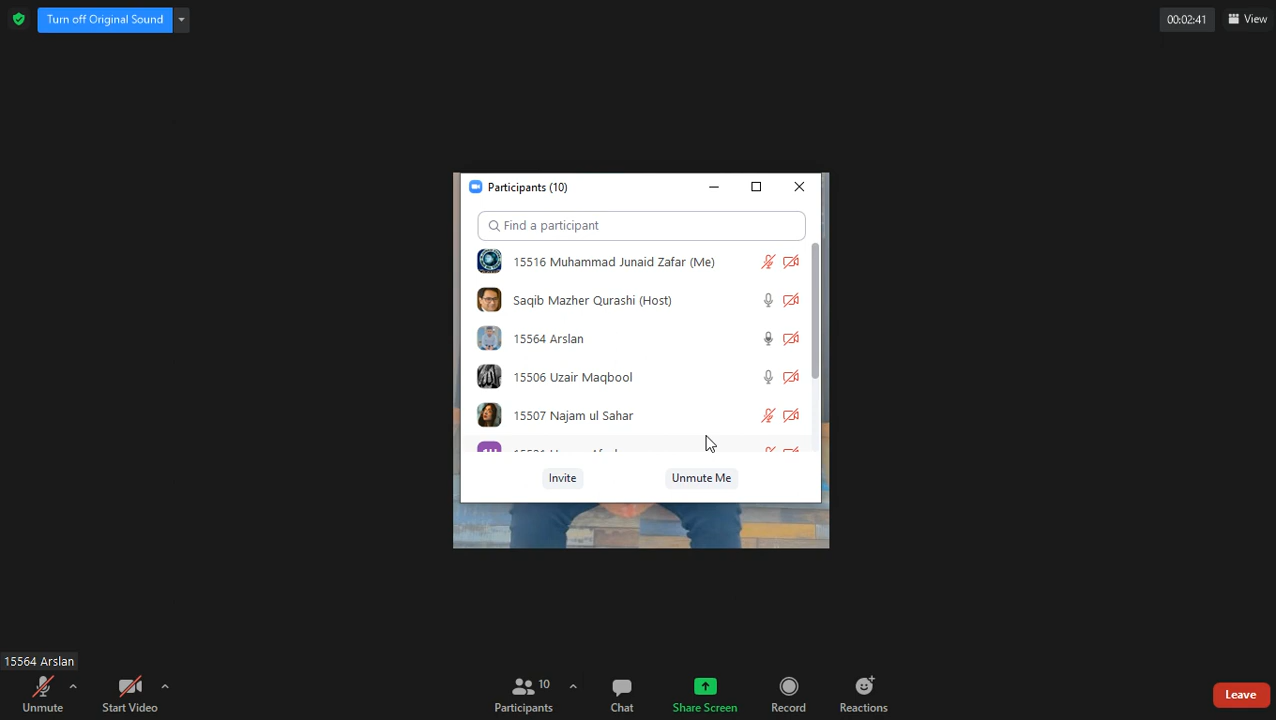 Turn off Original Sound
00:02:41
View
Participants (10)
Find a participant
15516 Muhammad Junaid Zafar (Me)
Saqib Mazher Qurashi (Host)
15564 Arslan
15506 Uzair Maqbool
15507 Najam ul Sahar
Invite
Unmute Me
15564 Arslan
10
Unmute
Start Video
Participants
Chat
Share Screen
Record
Reactions
Leave